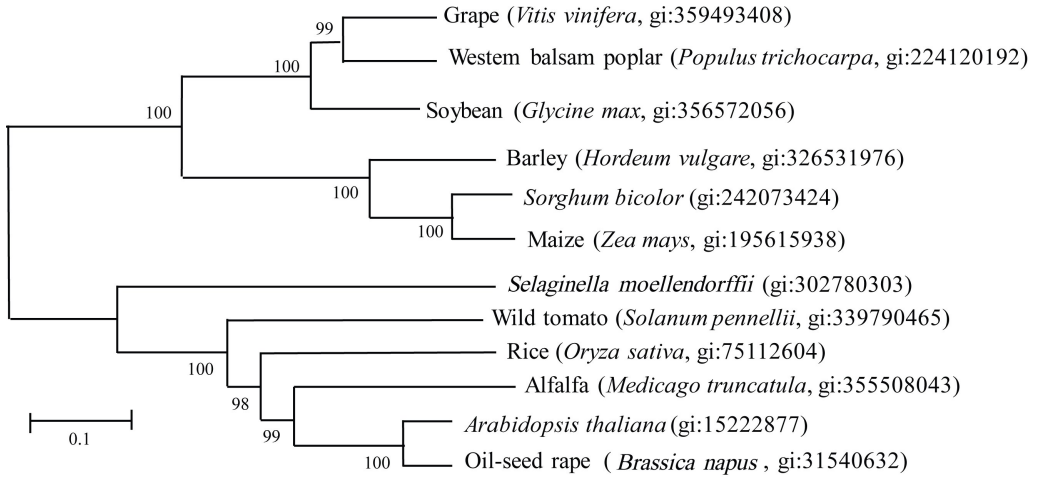 99
Grape (Vitis vinifera, gi:359493408)
100
Westem balsam poplar (Populus trichocarpa, gi:224120192)
100
Soybean (Glycine max, gi:356572056)
Barley (Hordeum vulgare, gi:326531976)
100
Sorghum bicolor (gi:242073424)
100
Maize (Zea mays, gi:195615938)
Selaginella moellendorffii (gi:302780303)
Wild tomato (Solanum pennellii, gi:339790465)
100
Rice (Oryza sativa, gi:75112604)
98
Alfalfa (Medicago truncatula, gi:355508043)
99
Arabidopsis thaliana (gi:15222877)
100
Oil-seed rape ( Brassica napus , gi:31540632)
0.1